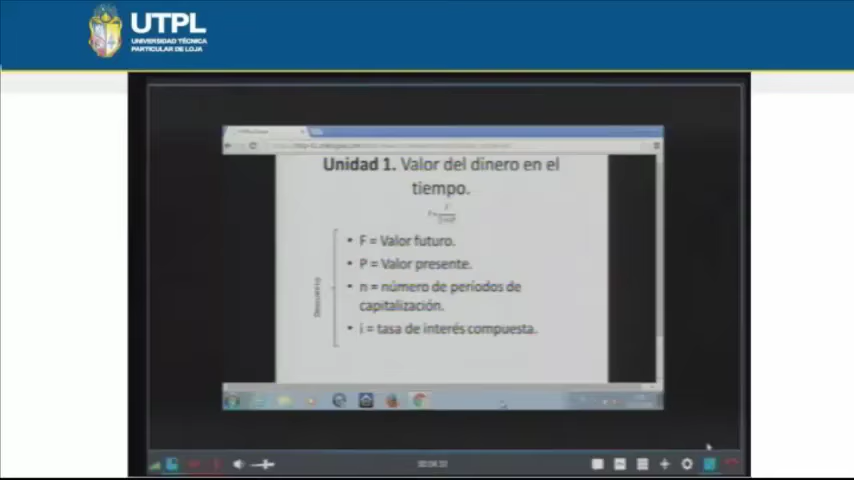 UTPL
UNIVERSIDAD TÉCNICA
PARTICULAR DE LOJA
Unidad 1. Valor del dinero en el
tiempo.
• F = Valor futuro.
• P = Valor presente.
• n = número de períodos de
capitalización.
• i = tasa de interés compuesta.